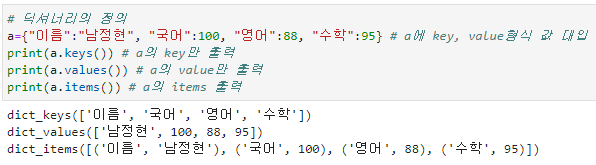 # 딕셔너리의 정의
a={"이름":"남정현", "국어":100, "영어":88, "수학":95} # a에 key, value형식 값 대입
print(a.keys()) # a의 key만 출력
print(a.values()) # a의 value만 출력
print(a.items()) # a의 items 출력
dict_keys(['이름', '국어', '영어', '수학'])
dict_values(['남정현', 100, 88, 95])
dict_items([('이름', '남정현'), ('국어', 100), ('영어', 88), ('수학', 95)])